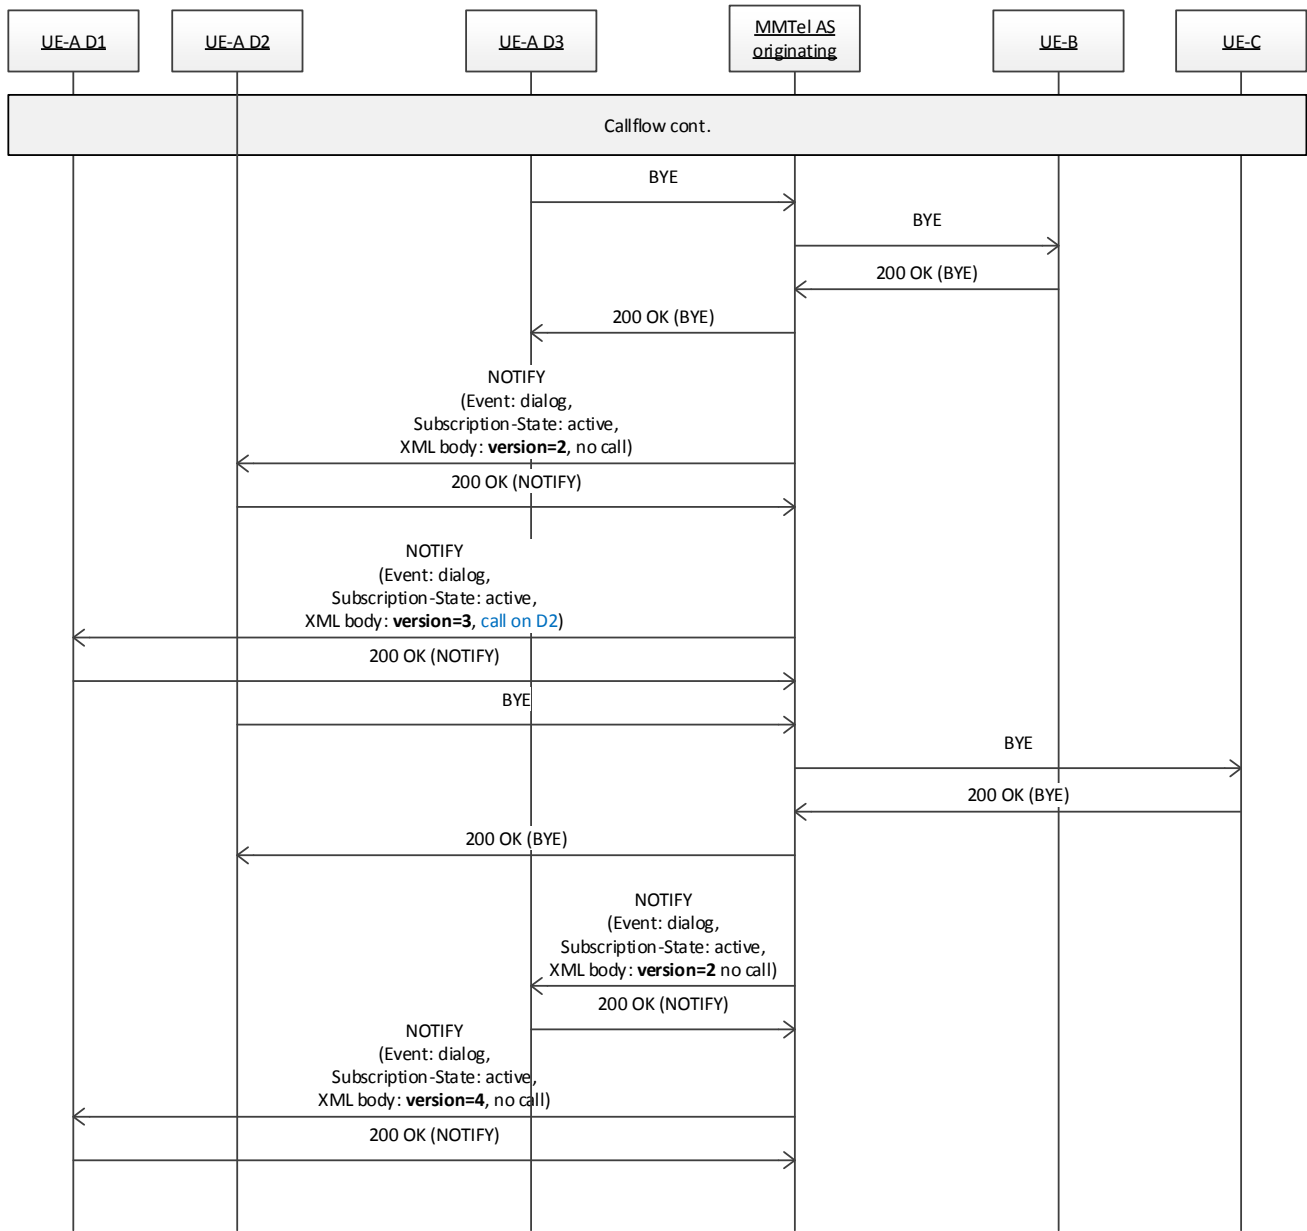 UE-A D1
UE-A D2
UE-A D3
MMTel AS
originating
UE-B
UE-C
Callflow cont.
BYE
BYE
200 OK (BYE)
200 OK (BYE)
NOTIFY
(Event: dialog,
Subscription-State: active,
XML body: version=2, no call)
200 OK (NOTIFY)
NOTIFY
(Event: dialog,
Subscription-State: active,
XML body: version=3, call on D2)
200 OK (NOTIFY)
BYE
BYE
200 OK (BYE)
200 OK (BYE)
NOTIFY
(Event: dialog,
Subscription-State: active,
XML body: version=2 no call)
200 OK (NOTIFY)
NOTIFY
(Event: dialog,
Subscription-State: active,
XML body: version=4, no call)
200 OK (NOTIFY)